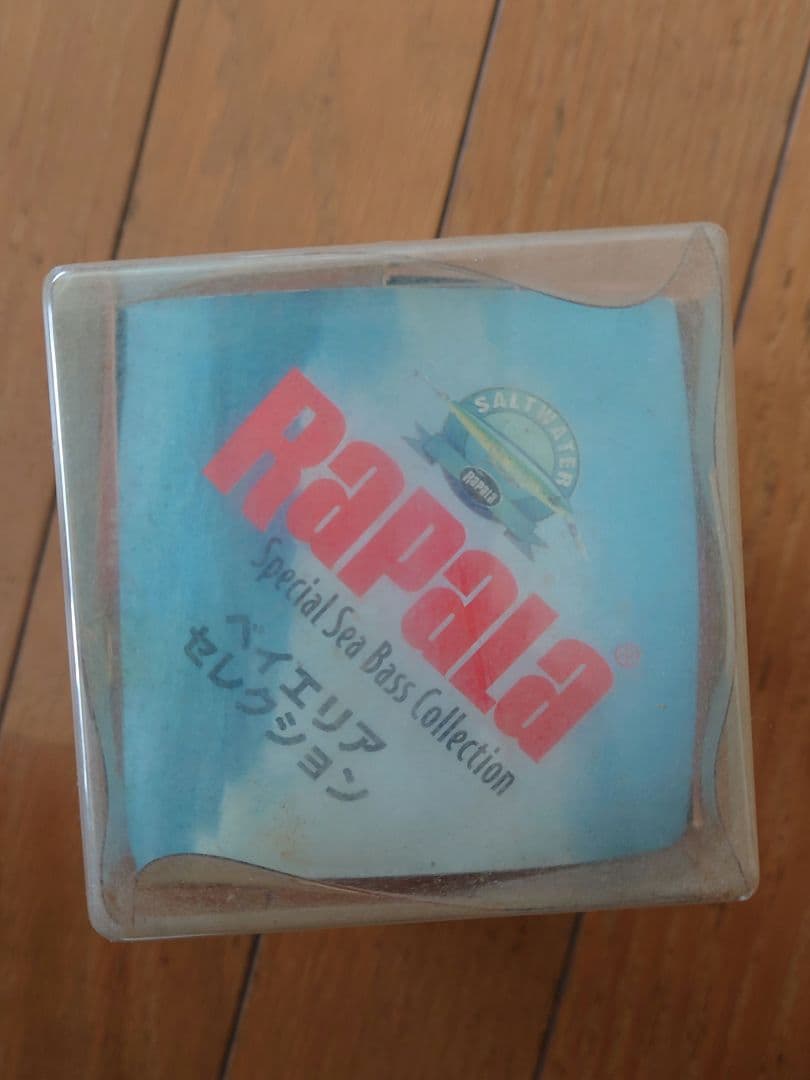 SALTWATER
Rapala
Rapala®
Special Sea Bass Collection
ベイエリア
セレクション